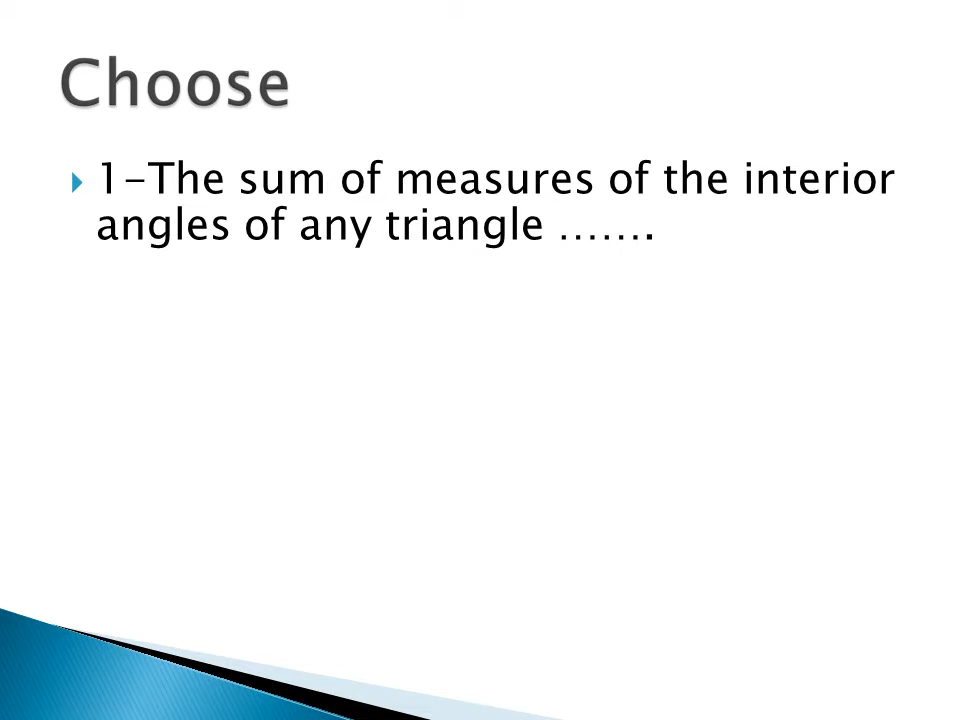 Choose
1-The sum of measures of the interior
angles of any triangle …….